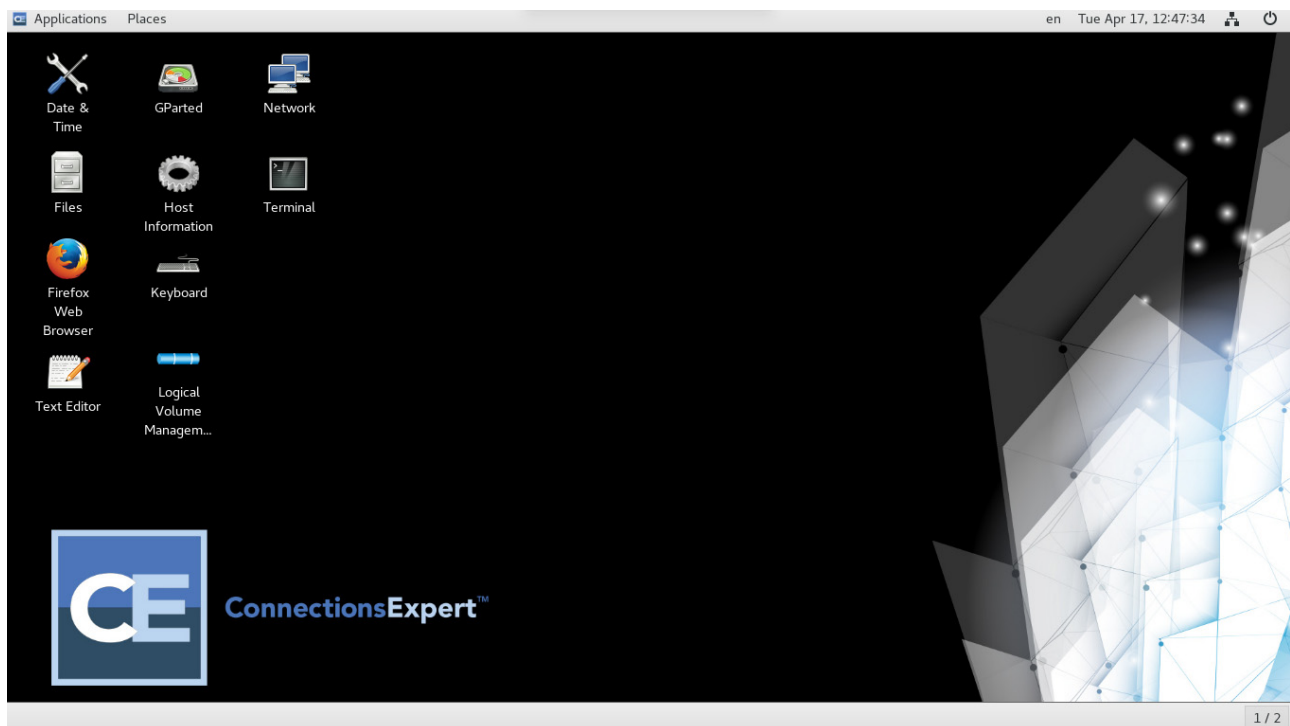 CE Applications Places en Tue Apr 17, 12:47:34
Date &
Time
GParted
Network
Files
Host
Information
Terminal
Firefox
Web
Browser
Keyboard
Text Editor
Logical
Volume
Managem...
CE
ConnectionsExpert™
1 / 2